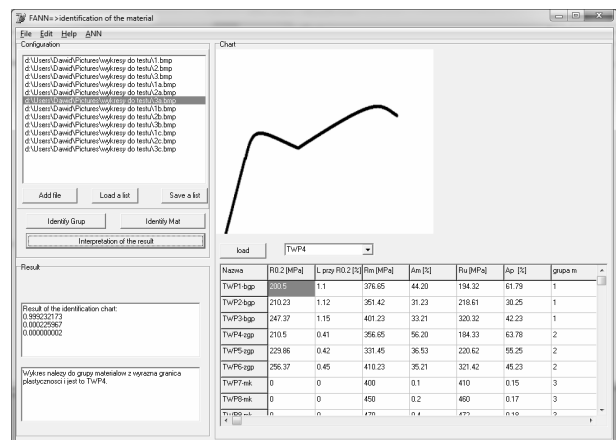 FANN=>identification of the material
File Edit Help ANN
Configuration
d:\Users\Dawid\Pictures\wykresy do testu\1.bmp
d:\Users\Dawid\Pictures\wykresy do testu\2.bmp
d:\Users\Dawid\Pictures\wykresy do testu\3.bmp
d:\Users\Dawid\Pictures\wykresy do testu\1a.bmp
d:\Users\Dawid\Pictures\wykresy do testu\2a.bmp
d:\Users\Dawid\Pictures\wykresy do testu\3a.bmp
d:\Users\Dawid\Pictures\wykresy do testu\1b.bmp
d:\Users\Dawid\Pictures\wykresy do testu\2b.bmp
d:\Users\Dawid\Pictures\wykresy do testu\3b.bmp
d:\Users\Dawid\Pictures\wykresy do testu\1c.bmp
d:\Users\Dawid\Pictures\wykresy do testu\2c.bmp
d:\Users\Dawid\Pictures\wykresy do testu\3c.bmp
Add file Load a list Save a list
Identify Grup Identify Mat
Interpretation of the result
Result
Result of the identification chart:
0.999232173
0.000225967
0.000000002
Wykres nalezy do grupy materialow z wyrazna granica
plastycznosci i jest to TWP4.
Chart
load TWP4
Nazwa R0.2 [MPa] L przy R0.2 [%] Rm [MPa] Am [%] Ru [MPa] Ap [%] grupa m
TWP1-bgp 200.5 1.1 376.65 44.20 194.32 61.79 1
TWP2-bgp 210.23 1.12 351.42 31.23 218.61 30.25 1
TWP3-bgp 247.37 1.15 401.23 33.21 320.32 42.23 1
TWP4-zgp 210.5 0.41 356.65 56.20 184.33 63.78 2
TWP5-zgp 229.86 0.42 331.45 36.53 220.62 55.25 2
TWP6-zgp 256.37 0.45 410.23 35.21 321.42 45.23 2
TWP7-mk 0 0 400 0.1 410 0.15 3
TWP8-mk 0 0 450 0.2 460 0.17 3
TWP9-mk 0 0 470 0.4 472 0.18 3